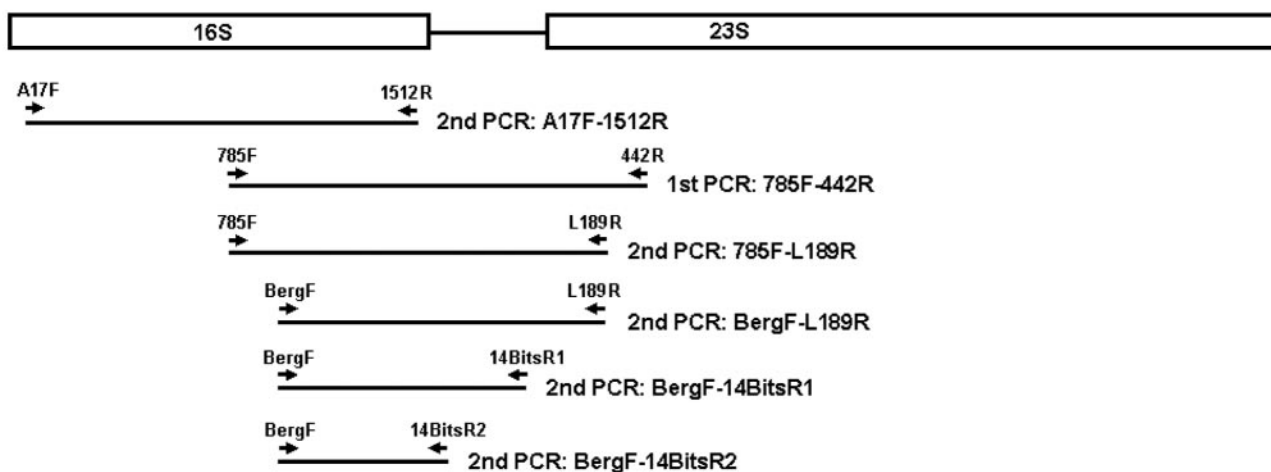 16S 23S
A17F 1512R
2nd PCR: A17F-1512R
785F 442R
1st PCR: 785F-442R
785F L189R
2nd PCR: 785F-L189R
BergF L189R
2nd PCR: BergF-L189R
BergF 14BitsR1
2nd PCR: BergF-14BitsR1
BergF 14BitsR2
2nd PCR: BergF-14BitsR2